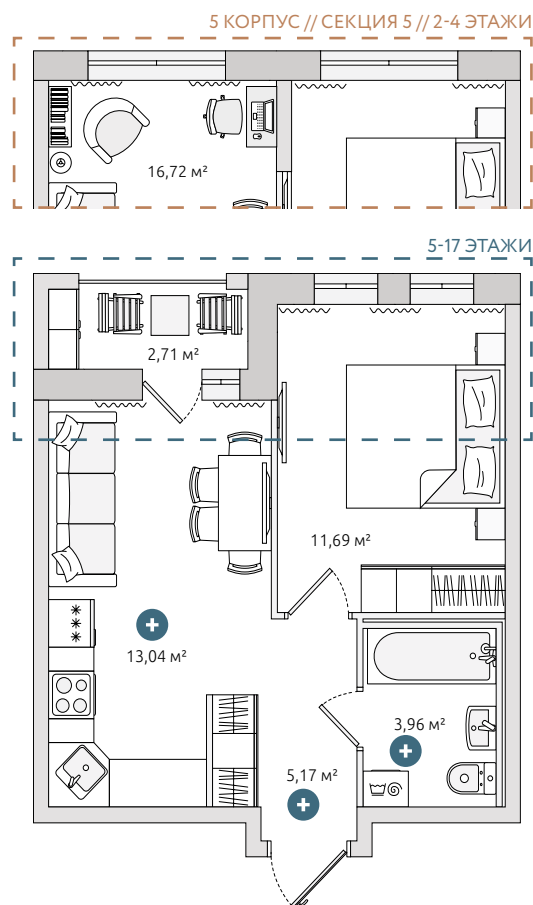 5 КОРПУС // СЕКЦИЯ 5 // 2-4 ЭТАЖИ
16,72 м²
5-17 ЭТАЖИ
2,71 м²
11,69 м²
13,04 м²
3,96 м²
5,17 м²